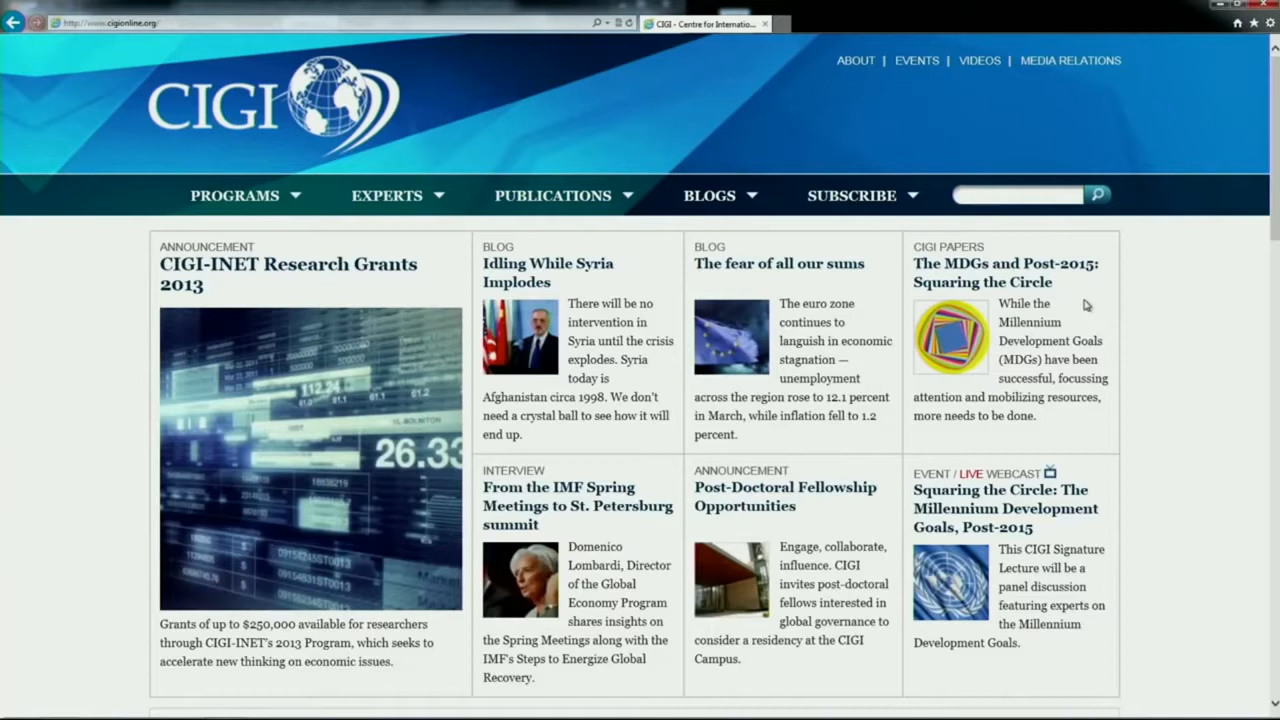 http://www.cigionline.org/
CIGI - Centre for Internatio...
ABOUT | EVENTS | VIDEOS | MEDIA RELATIONS
CIGI
PROGRAMS EXPERTS PUBLICATIONS BLOGS SUBSCRIBE
ANNOUNCEMENT
CIGI-INET Research Grants
2013
112.24
26.33
Grants of up to $250,000 available for researchers
through CIGI-INET's 2013 Program, which seeks to
accelerate new thinking on economic issues.
BLOG
Idling While Syria
Implodes
There will be no
intervention in
Syria until the crisis
explodes. Syria
today is
Afghanistan circa 1998. We don't
need a crystal ball to see how it will
end up.
BLOG
The fear of all our sums
The euro zone
continues to
languish in economic
stagnation —
unemployment
across the region rose to 12.1 percent
in March, while inflation fell to 1.2
percent.
CIGI PAPERS
The MDGs and Post-2015:
Squaring the Circle
While the
Millennium
Development Goals
(MDGs) have been
successful, focussing
attention and mobilizing resources,
more needs to be done.
INTERVIEW
From the IMF Spring
Meetings to St. Petersburg
summit
Domenico
Lombardi, Director
of the Global
Economy Program
shares insights on
the Spring Meetings along with the
IMF's Steps to Energize Global
Recovery.
ANNOUNCEMENT
Post-Doctoral Fellowship
Opportunities
Engage, collaborate,
influence. CIGI
invites post-doctoral
fellows interested in
global governance to
consider a residency at the CIGI
Campus.
EVENT / LIVE WEBCAST
Squaring the Circle: The
Millennium Development
Goals, Post-2015
This CIGI Signature
Lecture will be a
panel discussion
featuring experts on
the Millennium
Development Goals.